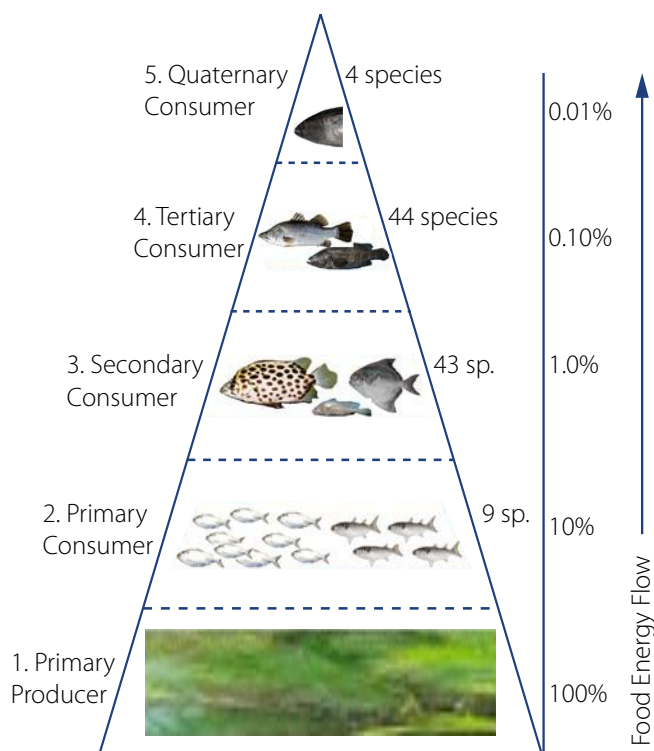 5. Quaternary
Consumer
4 species
0.01%
4. Tertiary
Consumer
44 species
0.10%
3. Secondary
Consumer
43 sp.
1.0%
2. Primary
Consumer
9 sp.
10%
1. Primary
Producer
100%
Food Energy Flow